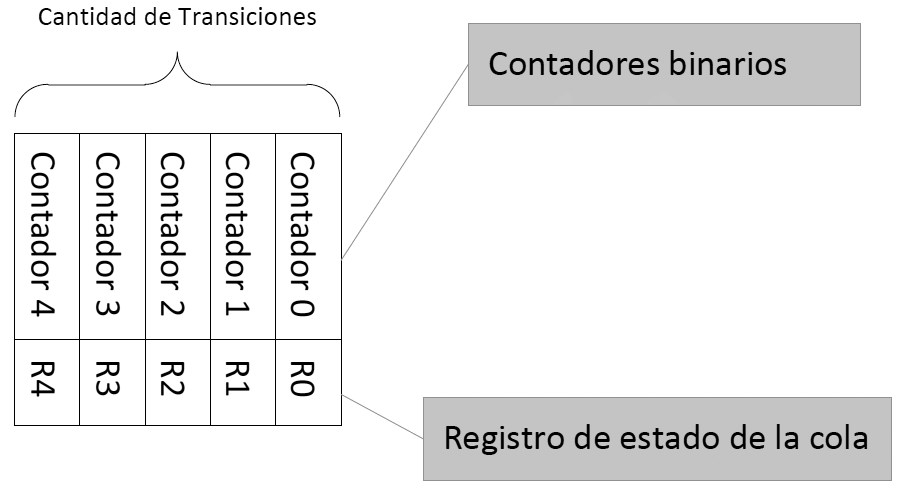 Cantidad de Transiciones
Contadores binarios
Contador 4
Contador 3
Contador 2
Contador 1
Contador 0
R4
R3
R2
R1
R0
Registro de estado de la cola